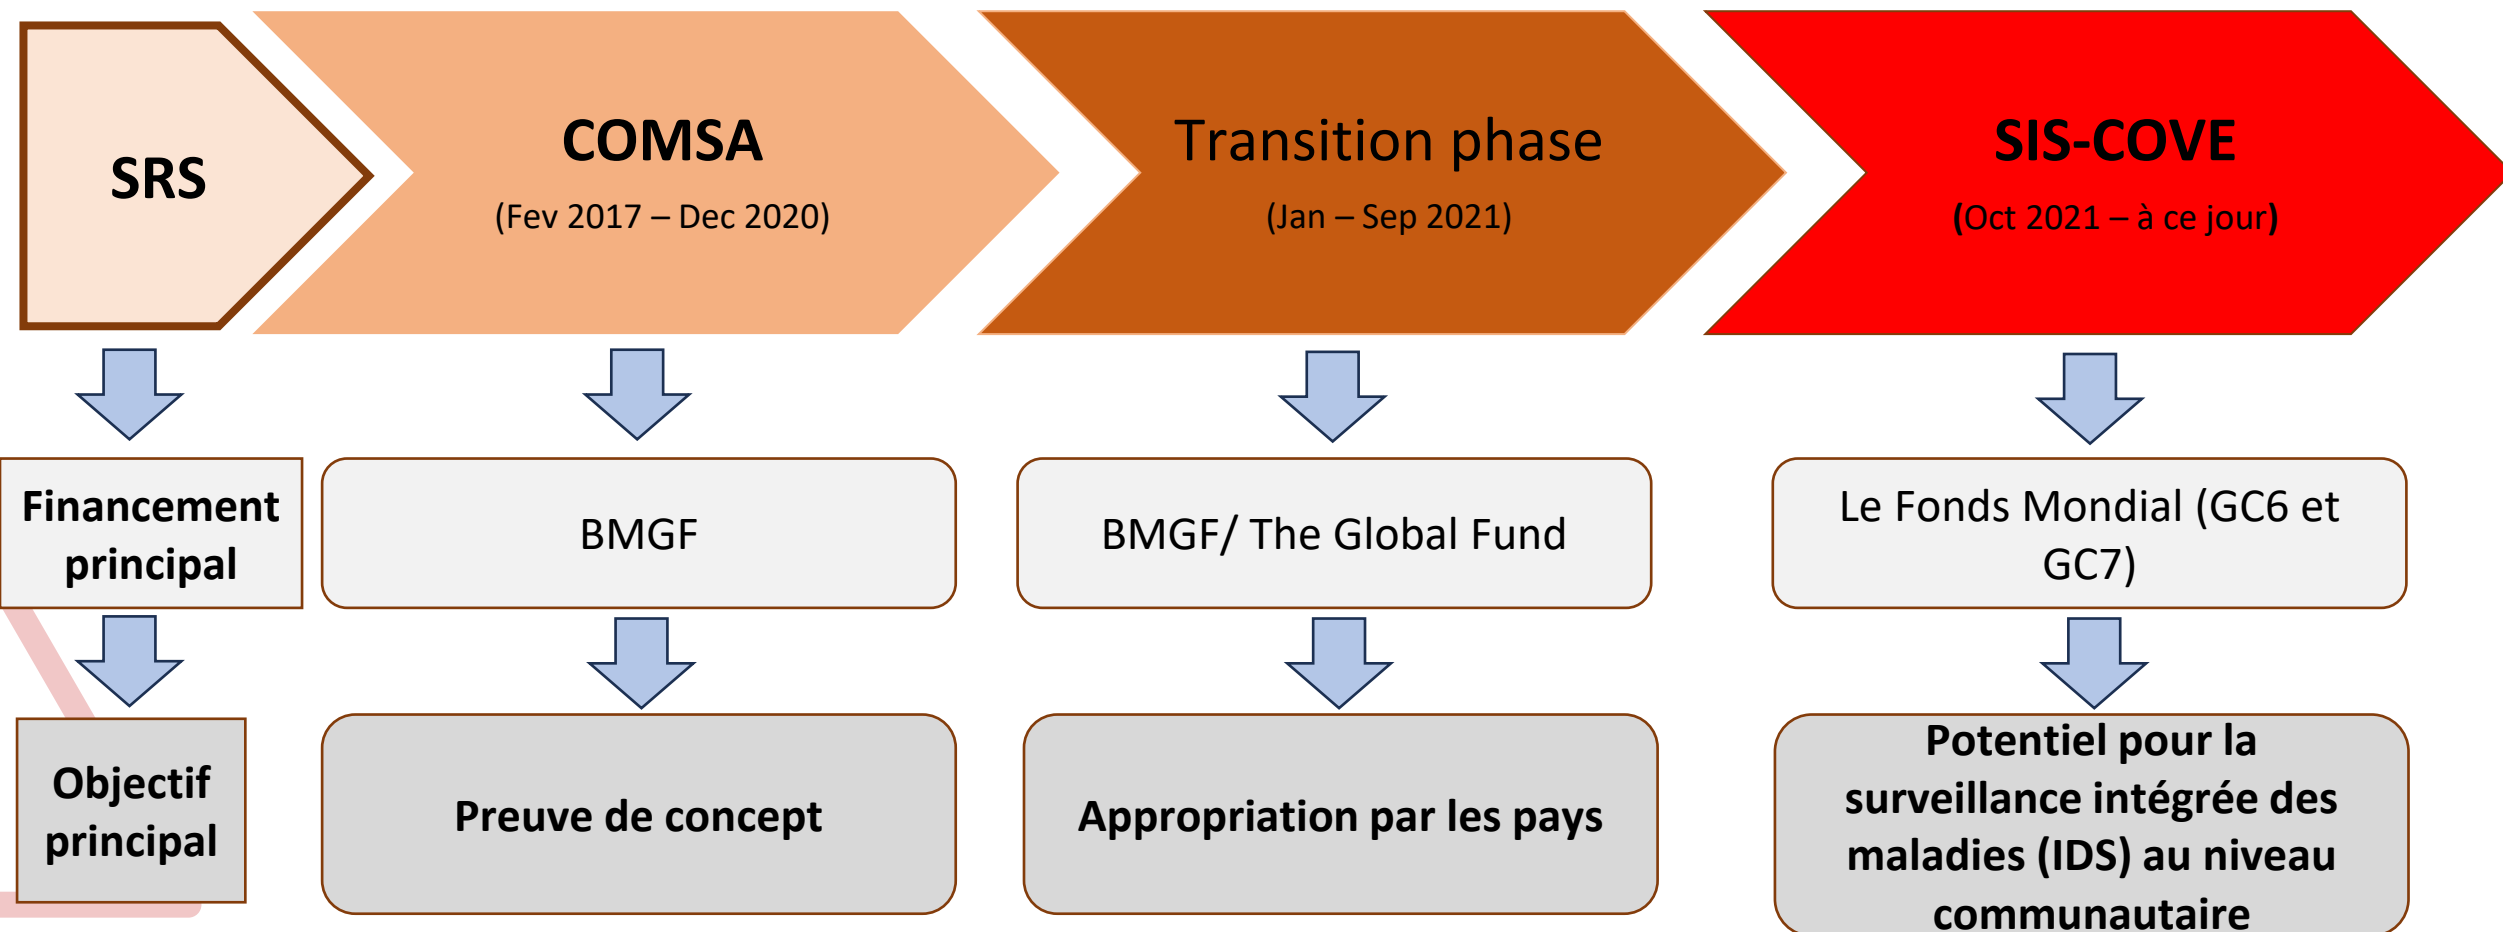 SRS
COMSA
(Fev 2017 – Dec 2020)
Transition phase
(Jan – Sep 2021)
SIS-COVE
(Oct 2021 – à ce jour)
Financement
principal
BMGF
BMGF/ The Global Fund
Le Fonds Mondial (GC6 et
GC7)
Objectif
principal
Preuve de concept
Appropriation par les pays
Potentiel pour la
surveillance intégrée des
maladies (IDS) au niveau
communautaire